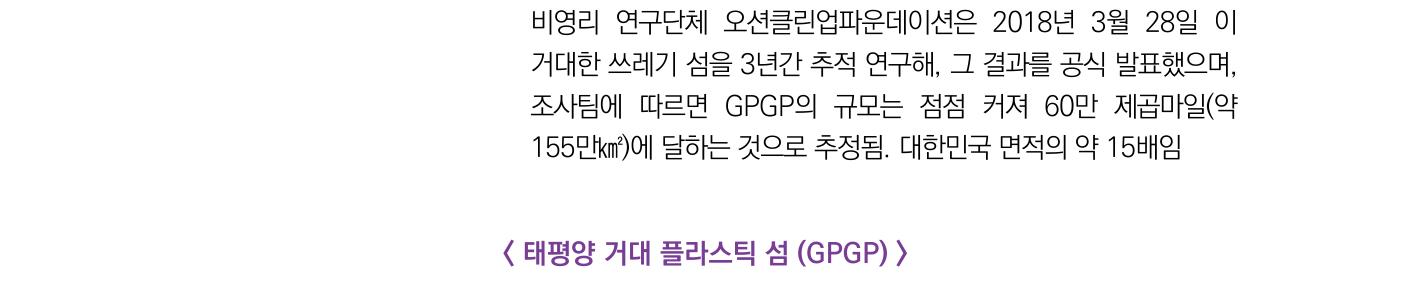 비영리 연구단체 오션클린업파운데이션은 2018년 3월 28일 이
거대한 쓰레기 섬을 3년간 추적 연구해, 그 결과를 공식 발표했으며,
조사팀에 따르면 GPGP의 규모는 점점 커져 60만 제곱마일(약
155만㎢)에 달하는 것으로 추정됨. 대한민국 면적의 약 15배임
< 태평양 거대 플라스틱 섬 (GPGP) >